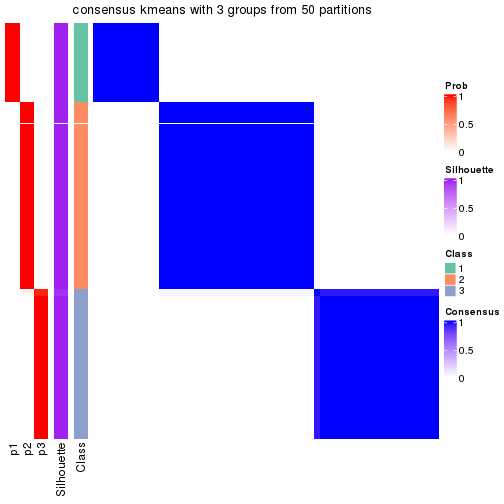 consensus kmeans with 3 groups from 50 partitions
Prob
1
0.5
0
Silhouette
1
0.5
0
Class
1
2
3
Consensus
1
0.5
0
p1
p2
p3
Silhouette
Class